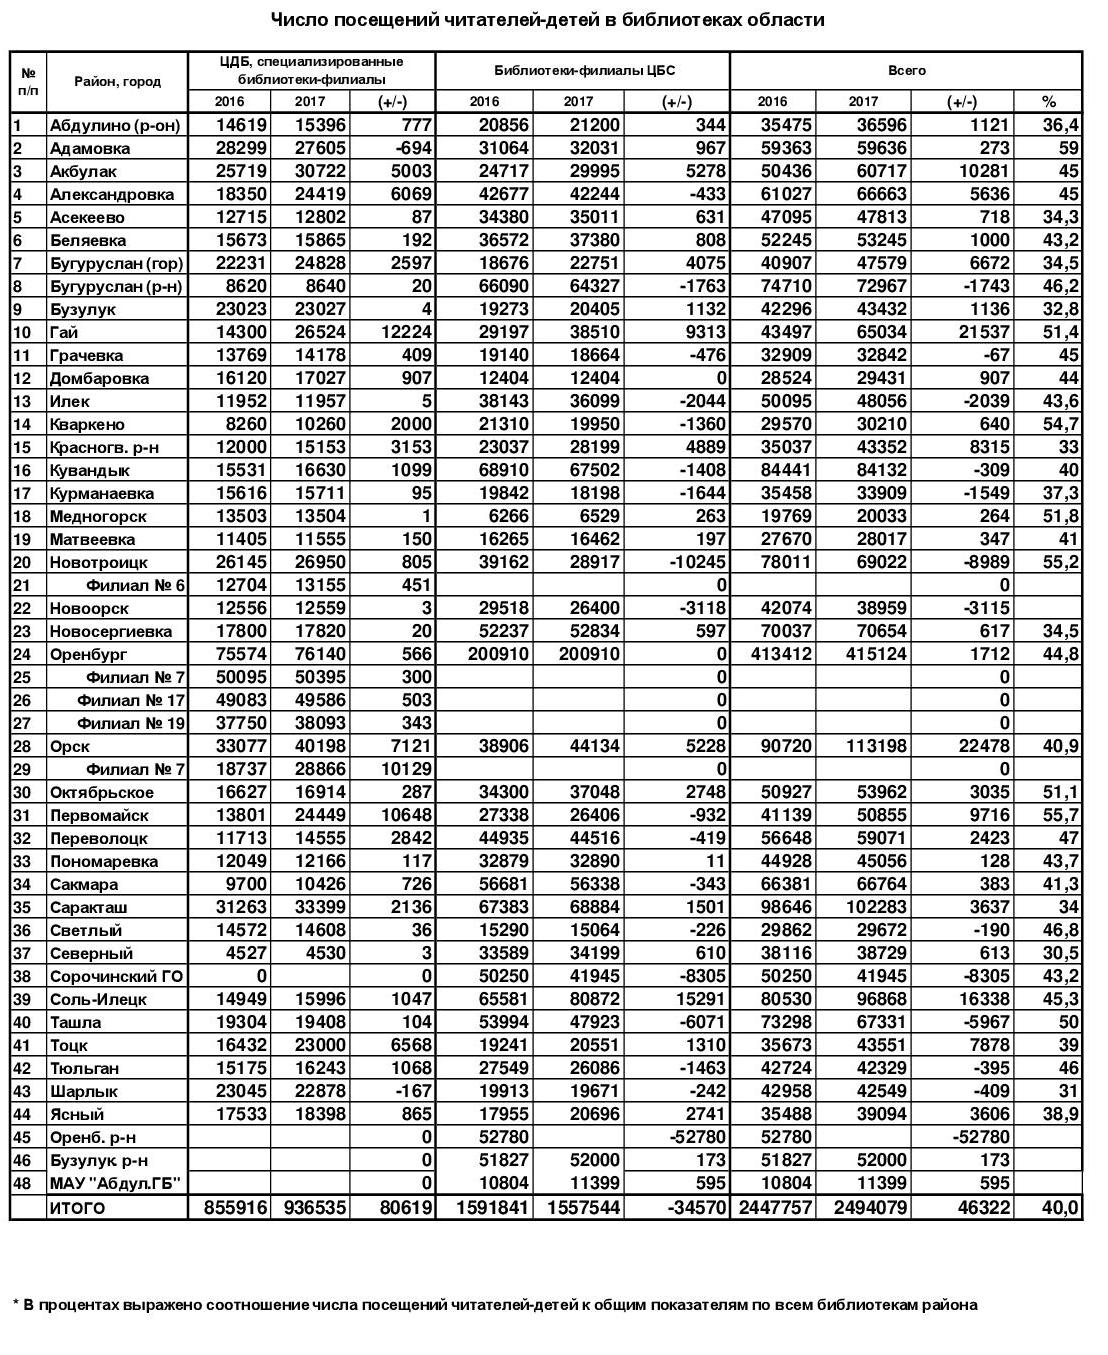 Число посещений читателей-детей в библиотеках области
№ п/п Район, город ЦДБ, специализированные библиотеки-филиалы Библиотеки-филиалы ЦБС Всего
2016 2017 (+/-) 2016 2017 (+/-) 2016 2017 (+/-) %
1 Абдулино (р-он) 14619 15396 777 20856 21200 344 35475 36596 1121 36,4
2 Адамовка 28299 27605 -694 31064 32031 967 59363 59636 273 59
3 Акбулак 25719 30722 5003 24717 29995 5278 50436 60717 10281 45
4 Александровка 18350 24419 6069 42677 42244 -433 61027 66663 5636 45
5 Асекеево 12715 12802 87 34380 35011 631 47095 47813 718 34,3
6 Беляевка 15673 15865 192 36572 37380 808 52245 53245 1000 43,2
7 Бугуруслан (гор) 22231 24828 2597 18676 22751 4075 40907 47579 6672 34,5
8 Бугуруслан (р-н) 8620 8640 20 66090 64327 -1763 74710 72967 -1743 46,2
9 Бузулук 23023 23027 4 19273 20405 1132 42296 43432 1136 32,8
10 Гай 14300 26524 12224 29197 38510 9313 43497 65034 21537 51,4
11 Грачевка 13769 14178 409 19140 18664 -476 32909 32842 -67 45
12 Домбаровка 16120 17027 907 12404 12404 0 28524 29431 907 44
13 Илек 11952 11957 5 38143 36099 -2044 50095 48056 -2039 43,6
14 Кваркено 8260 10260 2000 21310 19950 -1360 29570 30210 640 54,7
15 Красногв. р-н 12000 15153 3153 23037 28199 4889 35037 43352 8315 33
16 Кувандык 15531 16630 1099 68910 67502 -1408 84441 84132 -309 40
17 Курманаевка 15616 15711 95 19842 18198 -1644 35458 33909 -1549 37,3
18 Медногорск 13503 13504 1 6266 6529 263 19769 20033 264 51,8
19 Матвеевка 11405 11555 150 16265 16462 197 27670 28017 347 41
20 Новотроицк 26145 26950 805 39162 28917 -10245 78011 69022 -8989 55,2
21 Филиал № 6 12704 13155 451 0 0
22 Новоорск 12556 12559 3 29518 26400 -3118 42074 38959 -3115
23 Новосергиевка 17800 17820 20 52237 52834 597 70037 70654 617 34,5
24 Оренбург 75574 76140 566 200910 200910 0 413412 415124 1712 44,8
25 Филиал № 7 50095 50395 300 0 0
26 Филиал № 17 49083 49586 503 0 0
27 Филиал № 19 37750 38093 343 0 0
28 Орск 33077 40198 7121 38906 44134 5228 90720 113198 22478 40,9
29 Филиал № 7 18737 28866 10129 0 0
30 Октябрьское 16627 16914 287 34300 37048 2748 50927 53962 3035 51,1
31 Первомайск 13801 24449 10648 27338 26406 -932 41139 50855 9716 55,7
32 Переволоцк 11713 14555 2842 44935 44516 -419 56648 59071 2423 47
33 Пономаревка 12049 12166 117 32879 32890 11 44928 45056 128 43,7
34 Сакмара 9700 10426 726 56681 56338 -343 66381 66764 383 41,3
35 Саракташ 31263 33399 2136 67383 68884 1501 98646 102283 3637 34
36 Светлый 14572 14608 36 15290 15064 -226 29862 29672 -190 46,8
37 Северный 4527 4530 3 33589 34199 610 38116 38729 613 30,5
38 Сорочинский ГО 0 0 50250 41945 -8305 50250 41945 -8305 43,2
39 Соль-Илецк 14949 15996 1047 65581 80872 15291 80530 96868 16338 45,3
40 Ташла 19304 19408 104 53994 47923 -6071 73298 67331 -5967 50
41 Тоцк 16432 23000 6568 19241 20551 1310 35673 43551 7878 39
42 Тюльган 15175 16243 1068 27549 26086 -1463 42724 42329 -395 46
43 Шарлык 23045 22878 -167 19913 19671 -242 42958 42549 -409 31
44 Ясный 17533 18398 865 17955 20696 2741 35488 39094 3606 38,9
45 Оренб. р-н 0 52780 -52780 52780 -52780
46 Бузулук. р-н 0 51827 52000 173 51827 52000 173
48 МАУ "Абдул.ГБ" 0 10804 11399 595 10804 11399 595
ИТОГО 855916 936535 80619 1591841 1557544 -34570 2447757 2494079 46322 40,0
* В процентах выражено соотношение числа посещений читателей-детей к общим показателям по всем библиотекам района